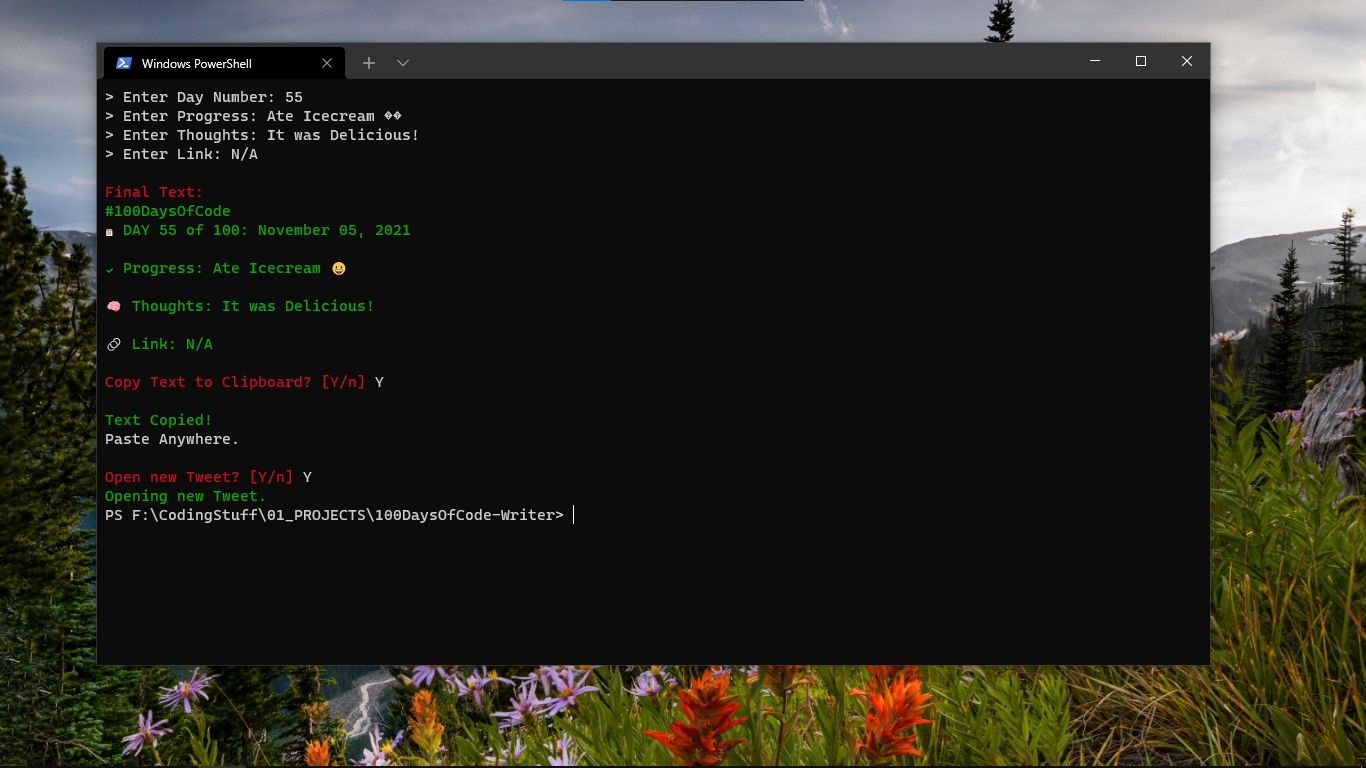 Windows PowerShell
> Enter Day Number: 55
> Enter Progress: Ate Icecream ��
> Enter Thoughts: It was Delicious!
> Enter Link: N/A
Final Text:
#100DaysOfCode
📅 DAY 55 of 100: November 05, 2021
✔ Progress: Ate Icecream 😀
🧠 Thoughts: It was Delicious!
🔗 Link: N/A
Copy Text to Clipboard? [Y/n] Y
Text Copied!
Paste Anywhere.
Open new Tweet? [Y/n] Y
Opening new Tweet.
PS F:\CodingStuff\01_PROJECTS\100DaysOfCode-Writer>